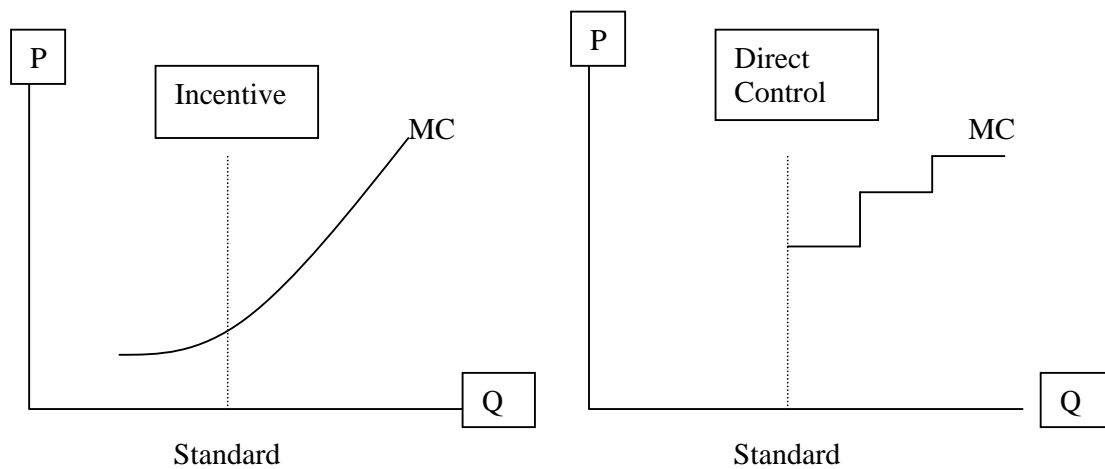 P
Incentive
MC
Q
Standard
P
Direct
Control
MC
Q
Standard